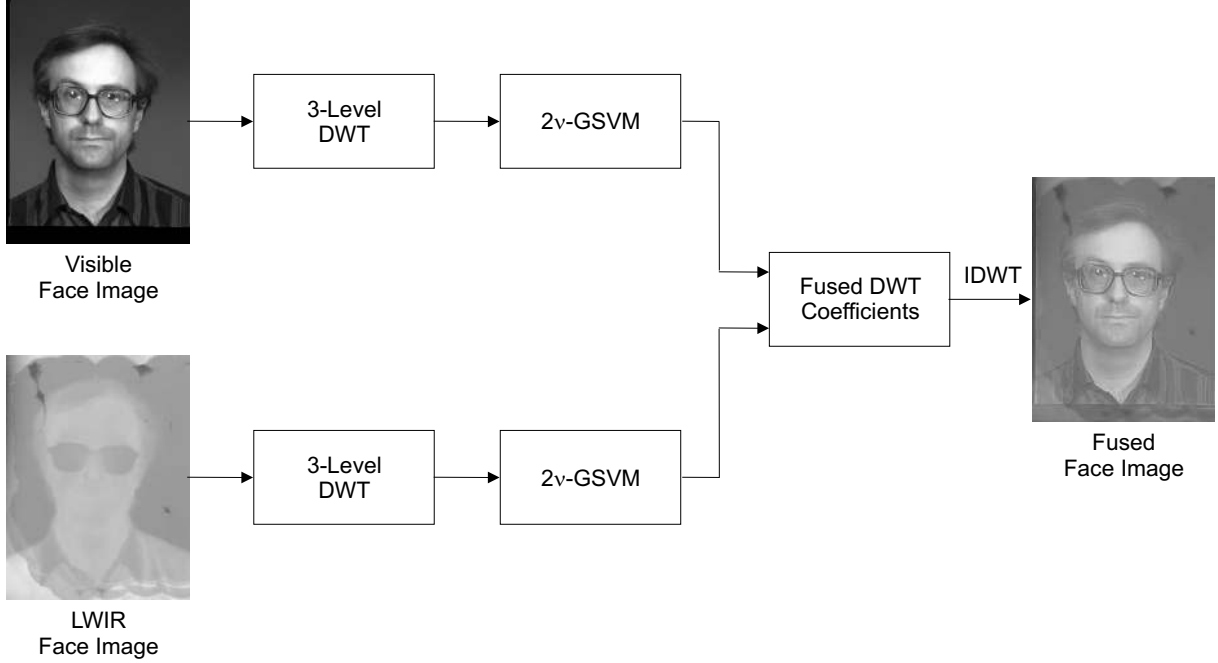 3-Level
DWT
2ν-GSVM
Visible
Face Image
Fused DWT
Coefficients
IDWT
3-Level
DWT
2ν-GSVM
Fused
Face Image
LWIR
Face Image